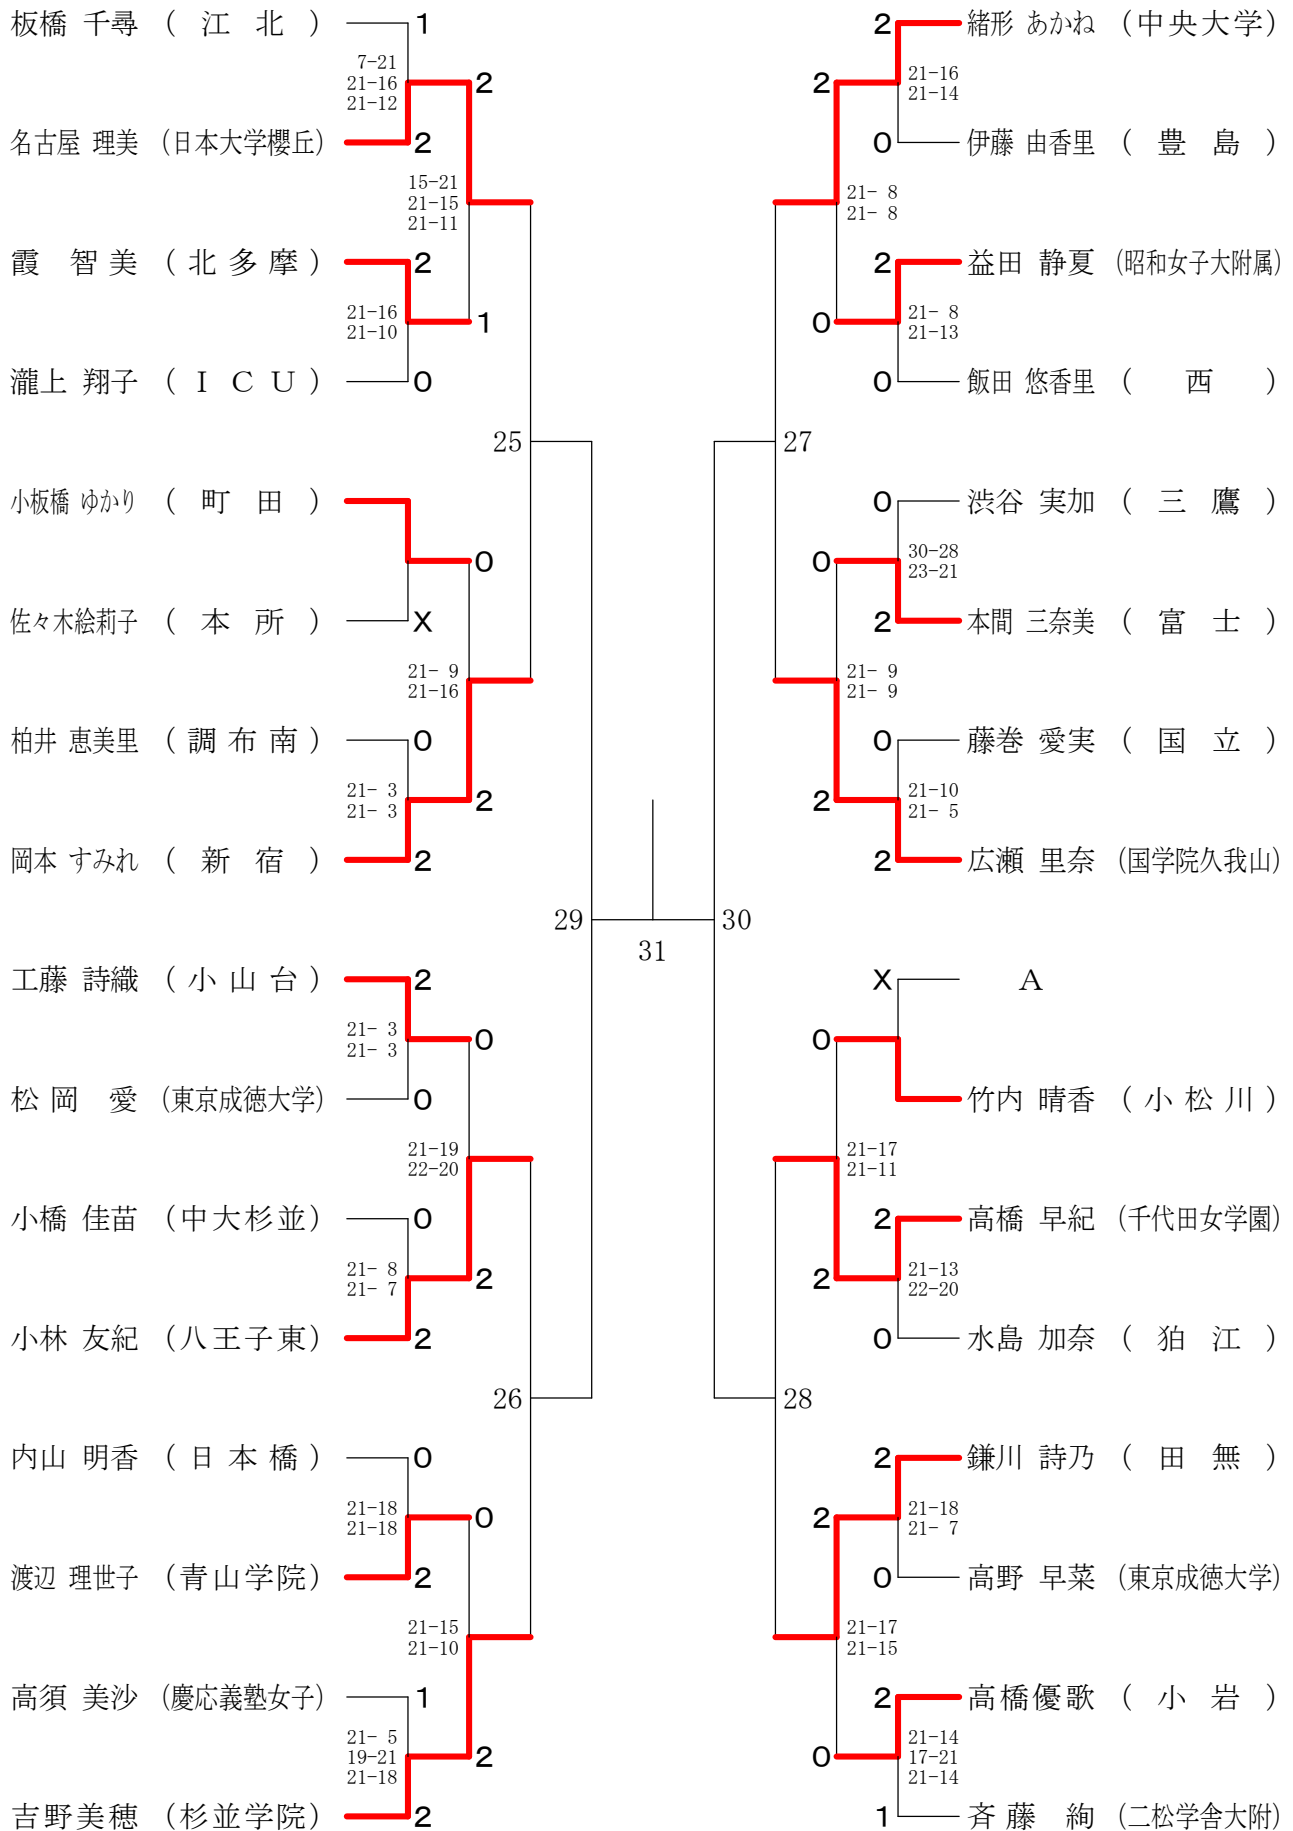 板橋 千尋 （ 江 北 ） 1
7-21
21-16
21-12
2
名古屋 理美 （日本大学櫻丘） 2
15-21
21-15
21-11
霞 智美 （ 北 多 摩 ） 2
21-16
21-10
1
瀧上 翔子 （ I C U ） 0
25
小板橋 ゆかり （ 町 田 ）
0
佐々木絵莉子 （ 本 所 ） X
21- 9
21-16
柏井 恵美里 （ 調 布 南 ） 0
21- 3
21- 3
2
岡本 すみれ （ 新 宿 ） 2
29
工藤 詩織 （ 小 山 台 ） 2
21- 3
21- 3
0
松 岡 愛 （東京成徳大学） 0
21-19
22-20
小橋 佳苗 （中大杉並） 0
21- 8
21- 7
2
小林 友紀 （八王子東） 2
26
内山 明香 （ 日 本 橋 ） 0
21-18
21-18
0
渡辺 理世子 （青山学院） 2
21-15
21-10
高須 美沙 （慶応義塾女子） 1
21- 5
19-21
21-18
2
吉野美穂 （杉並学院） 2
31
2 緒形 あかね （中央大学）
2
21-16
21-14
0 伊藤 由香里 （ 豊 島 ）
21- 8
21- 8
2 益田 静夏 （昭和女子大附属）
0
21- 8
21-13
0 飯田 悠香里 （ 西 ）
27
0 渋谷 実加 （ 三 鷹 ）
0
30-28
23-21
2 本間 三奈美 （ 富 士 ）
21- 9
21- 9
0 藤巻 愛実 （ 国 立 ）
2
21-10
21- 5
2 広瀬 里奈 （国学院久我山）
30
X A
0
竹内 晴香 （ 小 松 川 ）
21-17
21-11
2 高橋 早紀 （千代田女学園）
2
21-13
22-20
0 水島 加奈 （ 狛 江 ）
28
2 鎌川 詩乃 （ 田 無 ）
2
21-18
21- 7
0 高野 早菜 （東京成徳大学）
21-17
21-15
2 高橋優歌 （ 小 岩 ）
0
21-14
17-21
21-14
1 斉 藤 絢 （二松学舎大附）